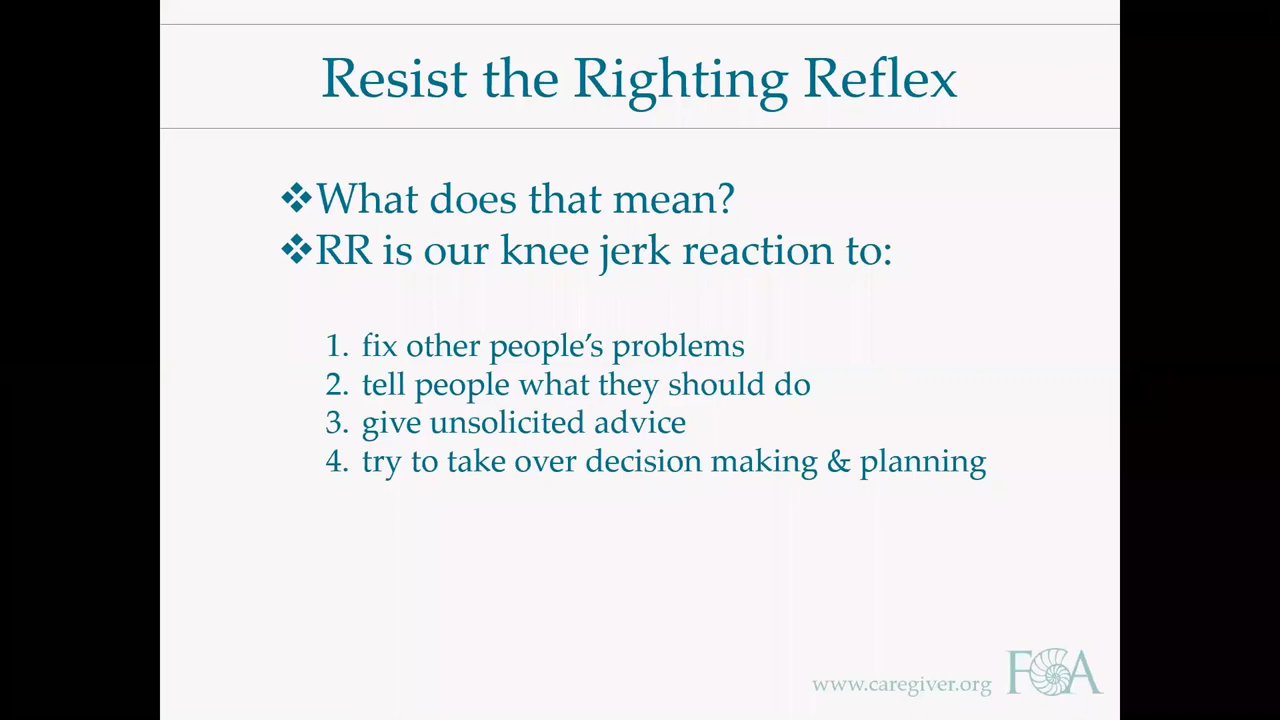 Resist the Righting Reflex
❖What does that mean?
❖RR is our knee jerk reaction to:
1. fix other people’s problems
2. tell people what they should do
3. give unsolicited advice
4. try to take over decision making & planning
www.caregiver.org FCA